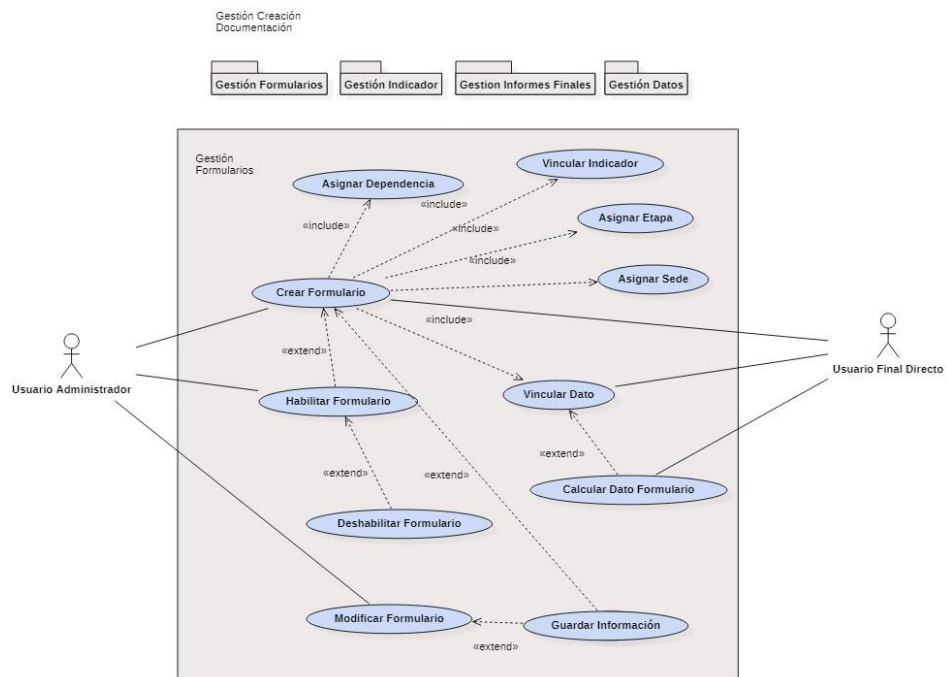 Gestión Creación
Documentación
Gestión Formularios
Gestión Indicador
Gestion Informes Finales
Gestión Datos
Gestión
Formularios
Vincular Indicador
Asignar Dependencia
«include»
Asignar Etapa
«include»
«include»
«include»
Asignar Sede
Crear Formulario
«include»
Usuario Administrador
Usuario Final Directo
«extend»
Habilitar Formulario
Vincular Dato
«extend»
«extend»
«extend»
Calcular Dato Formulario
Deshabilitar Formulario
Modificar Formulario
Guardar Información
«extend»